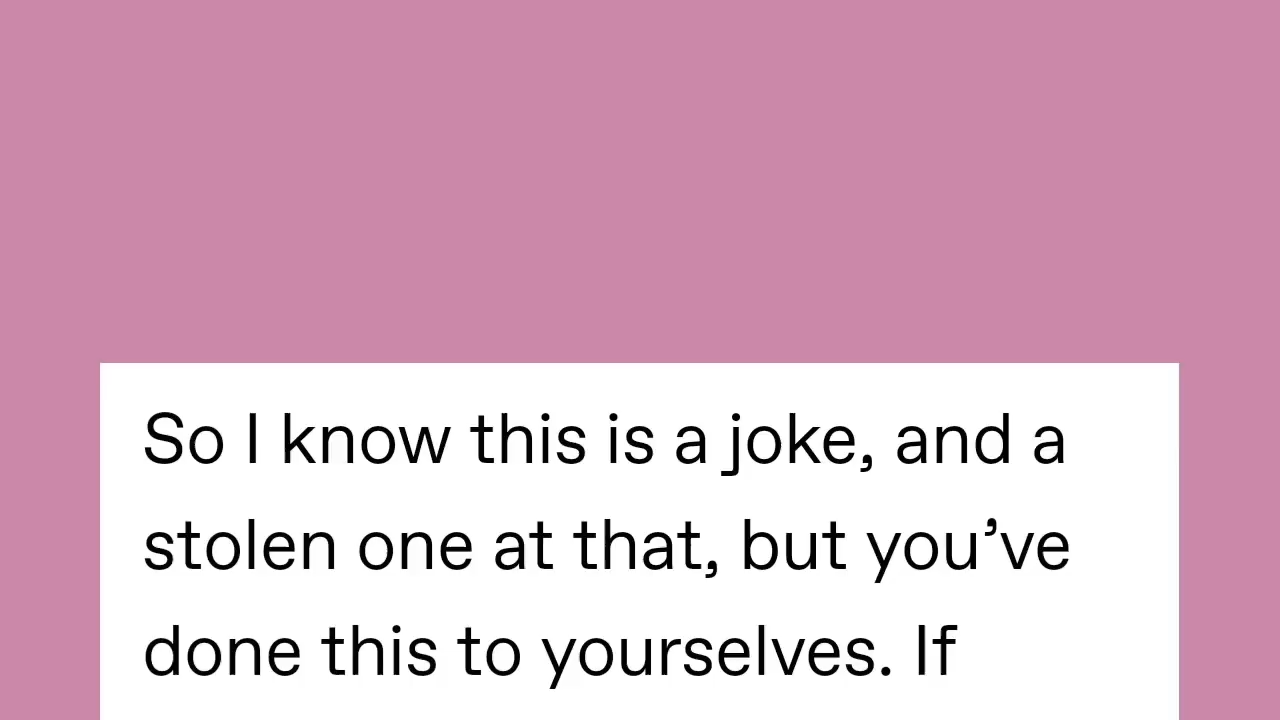 So I know this is a joke, and a
stolen one at that, but you’ve
done this to yourselves. If